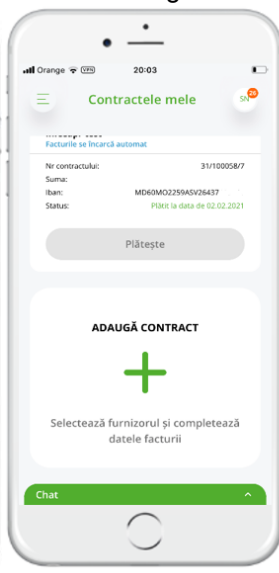 Orange VPN 20:03
Contractele mele
SN 26
Facturile se încarcă automat
Nr contractului: 31/100058/7
Suma:
Iban: MD60MO2259ASV26437
Status: Plătit la data de 02.02.2021
Plătește
ADAUGĂ CONTRACT
Selectează furnizorul și completează
datele facturii
Chat